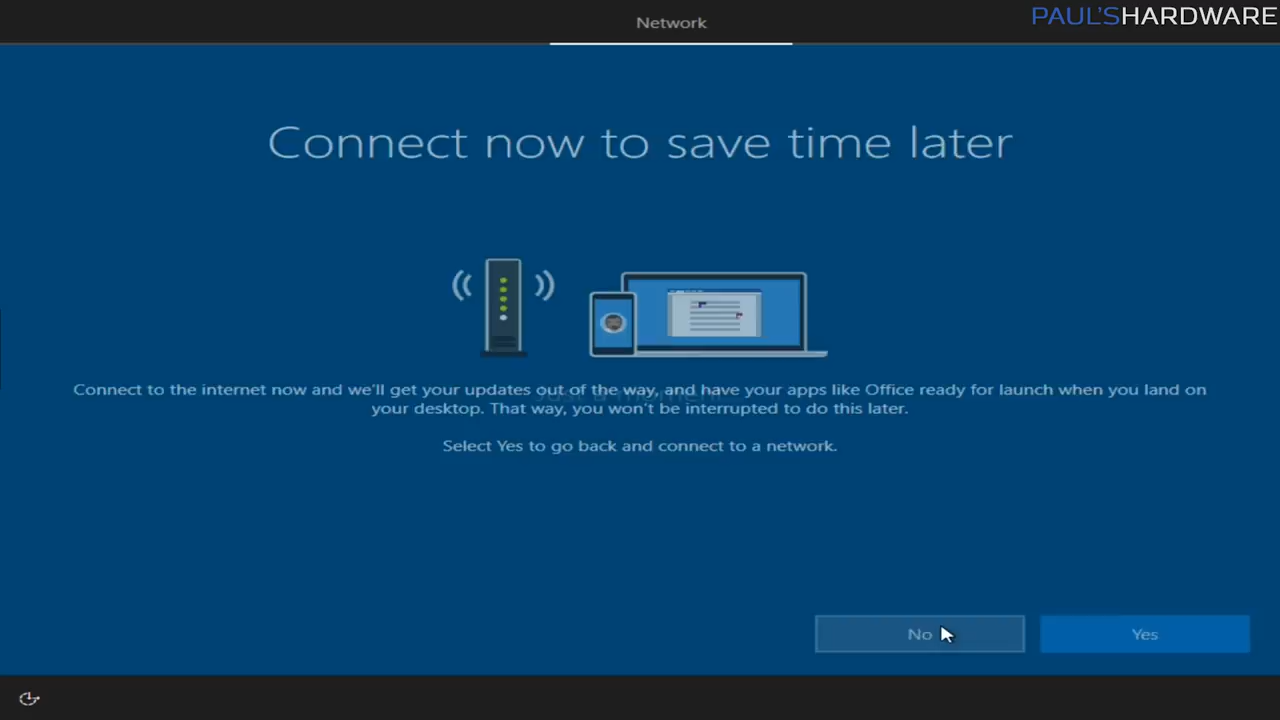 Network
PAUL'SHARDWARE
Connect now to save time later
Connect to the internet now and we'll get your updates out of the way, and have your apps like Office ready for launch when you land on
your desktop. That way, you won't be interrupted to do this later.
Just a moment...
Select Yes to go back and connect to a network.
No
Yes